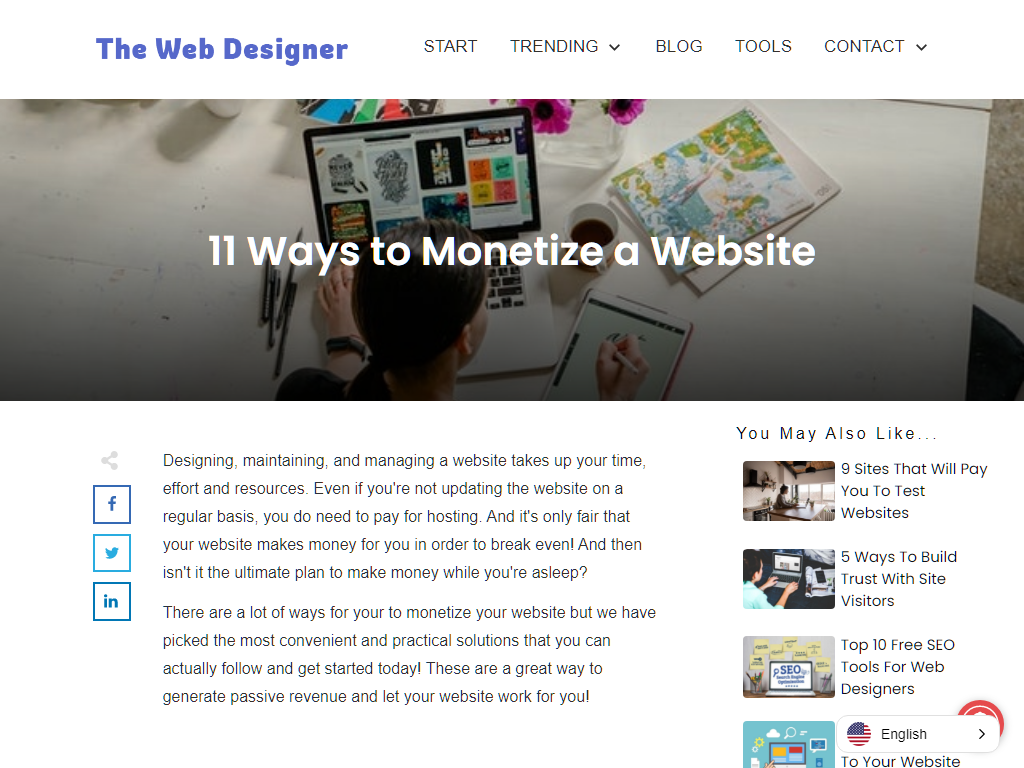 The Web Designer
START TRENDING BLOG TOOLS CONTACT
11 Ways to Monetize a Website
Designing, maintaining, and managing a website takes up your time,
effort and resources. Even if you're not updating the website on a
regular basis, you do need to pay for hosting. And it's only fair that
your website makes money for you in order to break even! And then
isn't it the ultimate plan to make money while you're asleep?
There are a lot of ways for your to monetize your website but we have
picked the most convenient and practical solutions that you can
actually follow and get started today! These are a great way to
generate passive revenue and let your website work for you!
You May Also Like...
9 Sites That Will Pay
You To Test
Websites
5 Ways To Build
Trust With Site
Visitors
SEO
Search Engine
Optimization
Top 10 Free SEO
Tools For Web
Designers
To Your Website
English